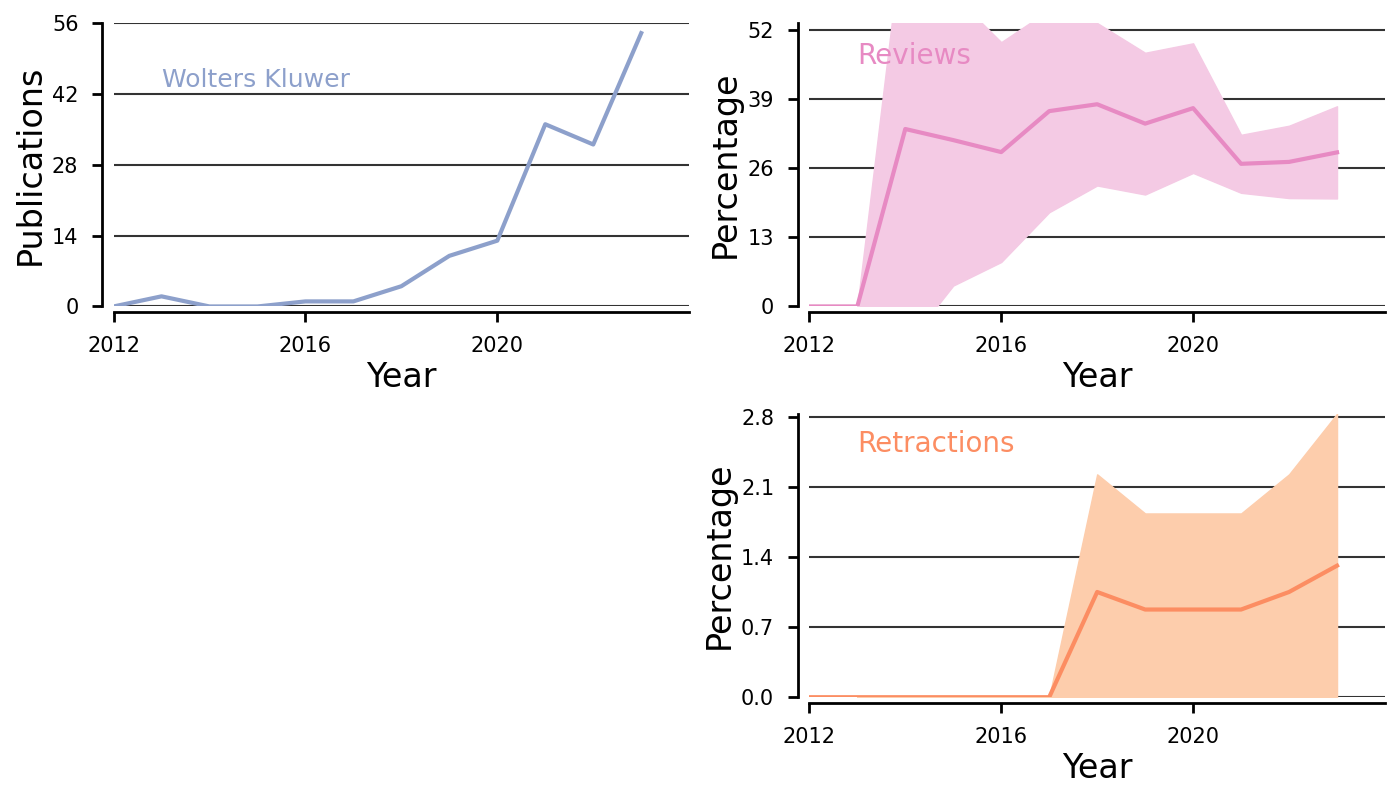 Publications
56
42
28
14
0
Wolters Kluwer
2012 2016 2020
Year
Percentage
52
39
26
13
0
Reviews
2012 2016 2020
Year
Percentage
2.8
2.1
1.4
0.7
0.0
Retractions
2012 2016 2020
Year